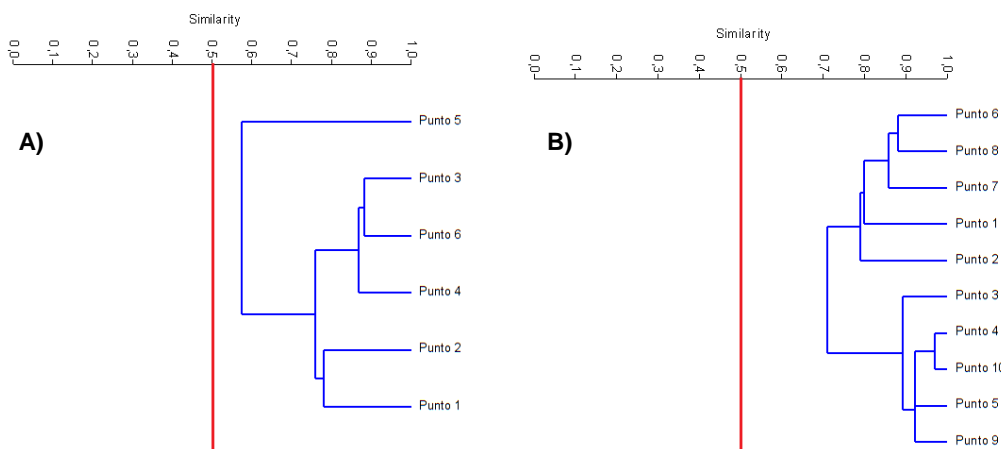 Similarity
0,0 0,1 0,2 0,3 0,4 0,5 0,6 0,7 0,8 0,9 1,0
A)
Punto 5
Punto 3
Punto 6
Punto 4
Punto 2
Punto 1
Similarity
0,0 0,1 0,2 0,3 0,4 0,5 0,6 0,7 0,8 0,9 1,0
B)
Punto 6
Punto 8
Punto 7
Punto 1
Punto 2
Punto 3
Punto 4
Punto 10
Punto 5
Punto 9